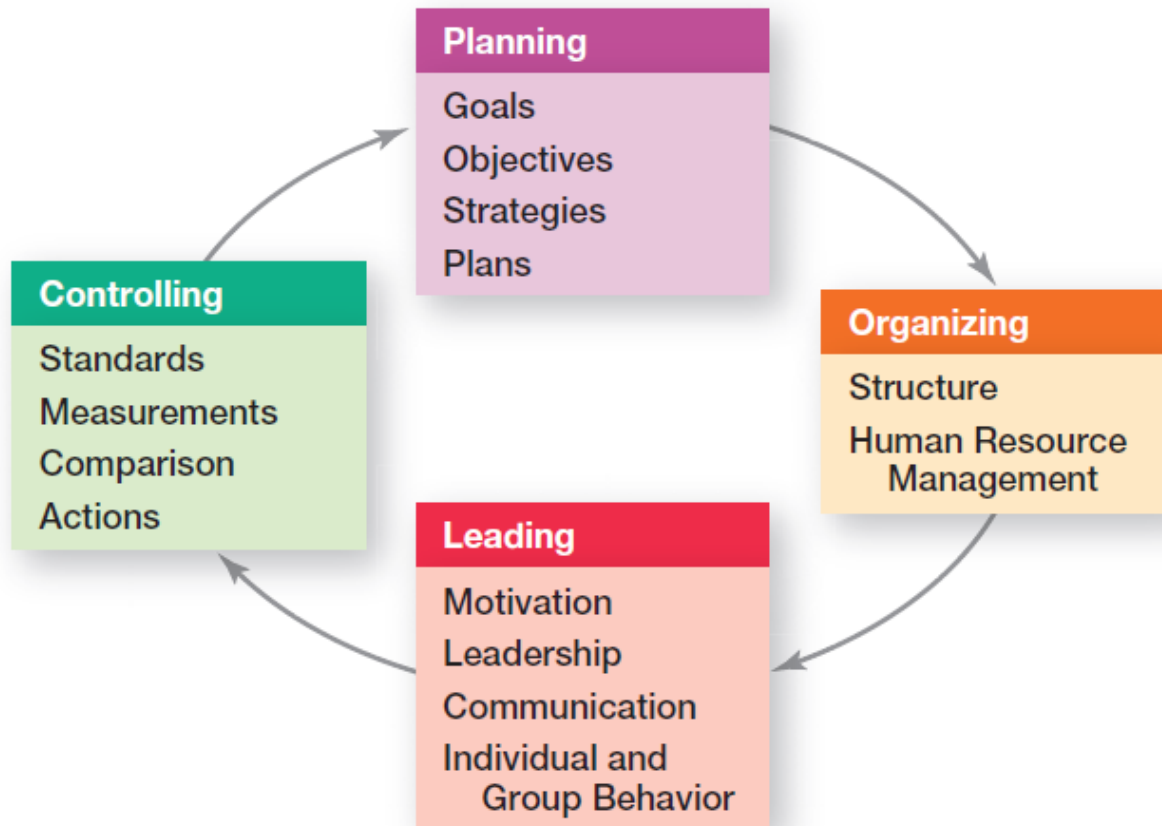 Planning
Goals
Objectives
Strategies
Plans
Organizing
Structure
Human Resource
Management
Leading
Motivation
Leadership
Communication
Individual and
Group Behavior
Controlling
Standards
Measurements
Comparison
Actions